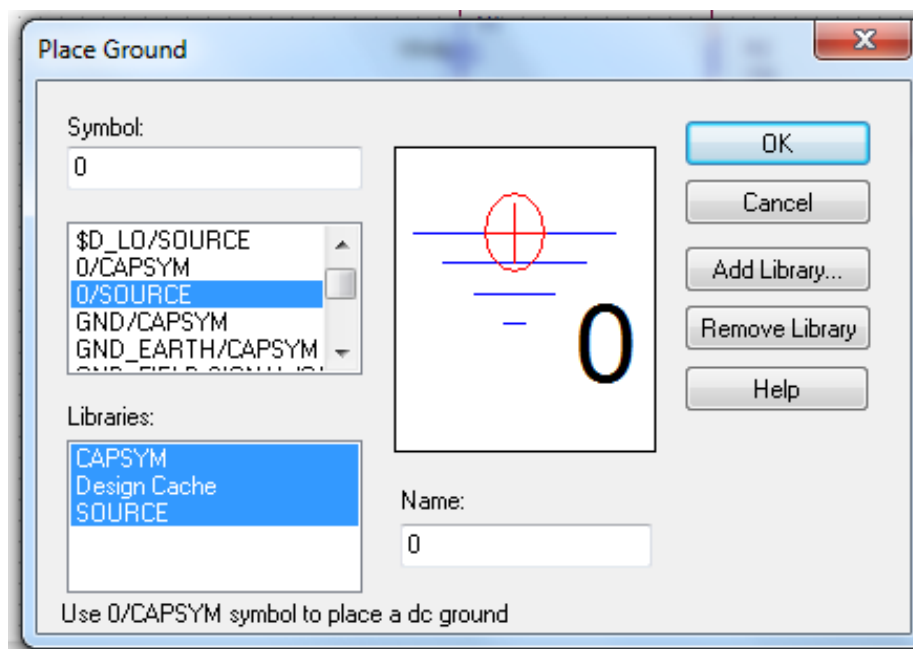 Place Ground
Symbol:
0
$D_LO/SOURCE
0/CAPSYM
0/SOURCE
GND/CAPSYM
GND_EARTH/CAPSYM
Libraries:
CAPSYM
Design Cache
SOURCE
0
Name:
0
OK
Cancel
Add Library...
Remove Library
Help
Use 0/CAPSYM symbol to place a dc ground